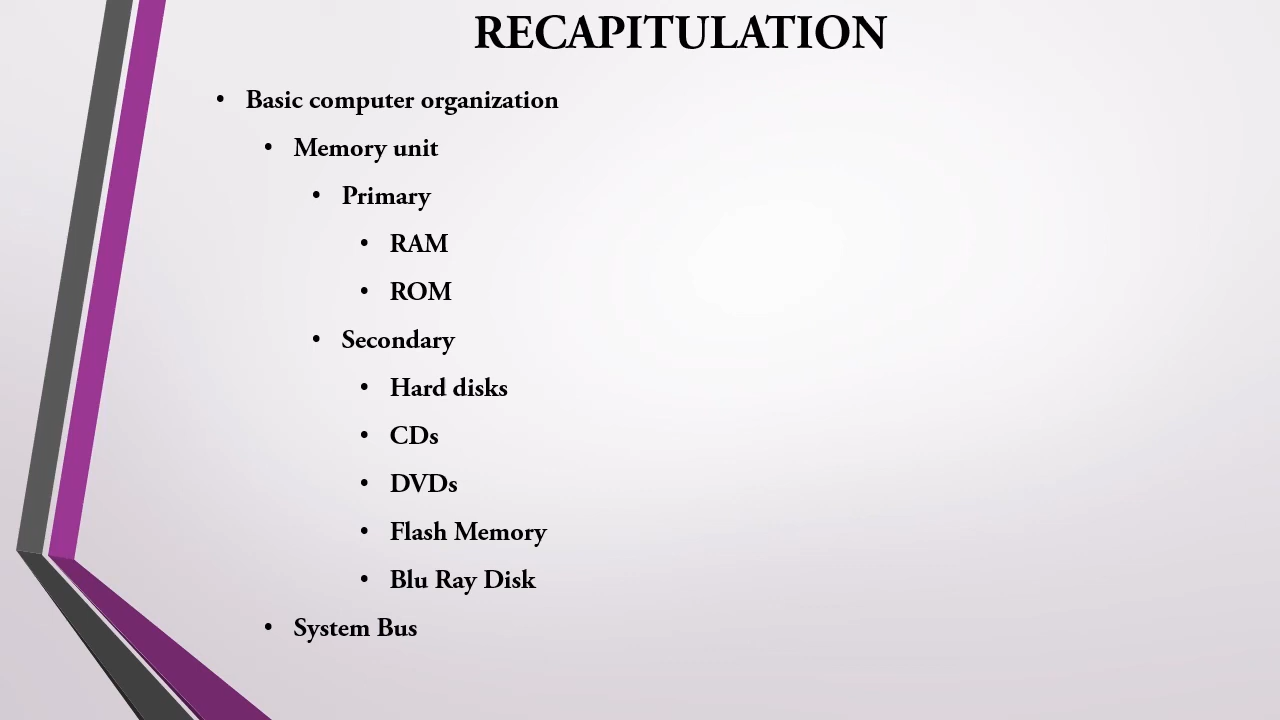 RECAPITULATION
• Basic computer organization
• Memory unit
• Primary
• RAM
• ROM
• Secondary
• Hard disks
• CDs
• DVDs
• Flash Memory
• Blu Ray Disk
• System Bus